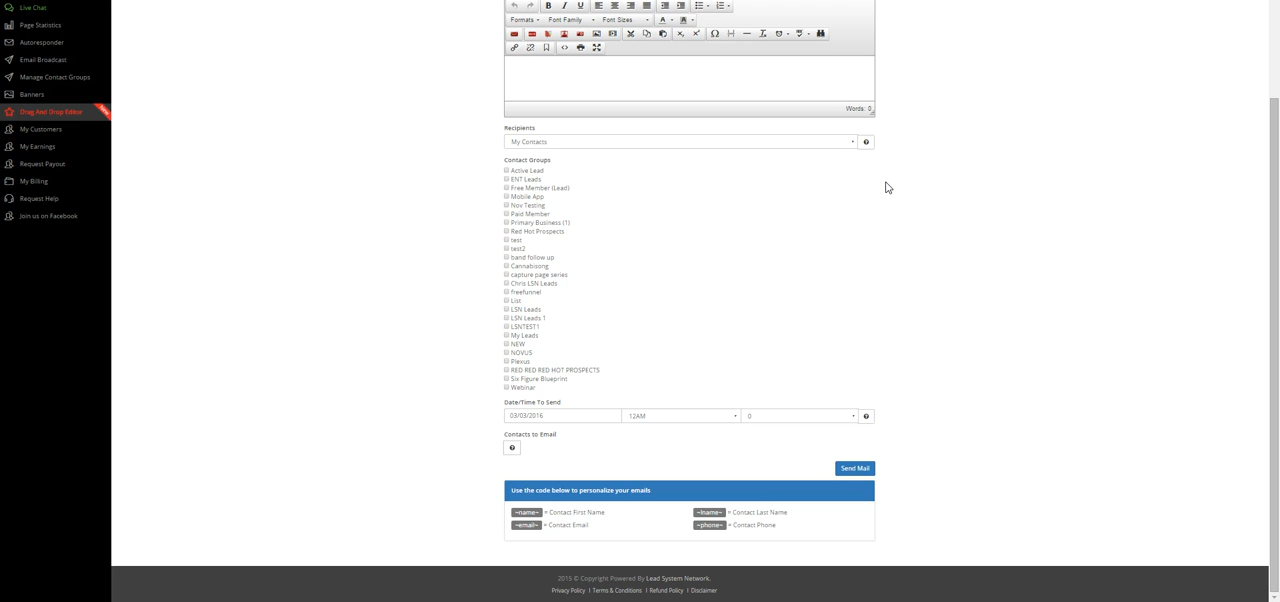 Live Chat
Page Statistics
Autoresponder
Email Broadcast
Manage Contact Groups
Banners
Drag And Drop Editor
NEW
My Customers
My Earnings
Request Payout
My Billing
Request Help
Join us on Facebook
Formats Font Family Font Sizes A A
Words: 0
Recipients
My Contacts
Contact Groups
Active Lead
ENT Leads
Free Member (Lead)
Mobile App
Nov Testing
Paid Member
Primary Business (1)
Red Hot Prospects
test
test2
band follow up
Cannabisong
capture page series
Chris LSN Leads
freefunnel
List
LSN Leads
LSN Leads 1
LSNTEST1
My Leads
NEW
NOVUS
Plexus
RED RED RED HOT PROSPECTS
Six Figure Blueprint
Webinar
Date/Time To Send
03/03/2016 12AM 0
Contacts to Email
Send Mail
Use the code below to personalize your emails
~name~ = Contact First Name ~lname~ = Contact Last Name
~email~ = Contact Email ~phone~ = Contact Phone
2015 © Copyright Powered By Lead System Network.
Privacy Policy | Terms & Conditions | Refund Policy | Disclaimer